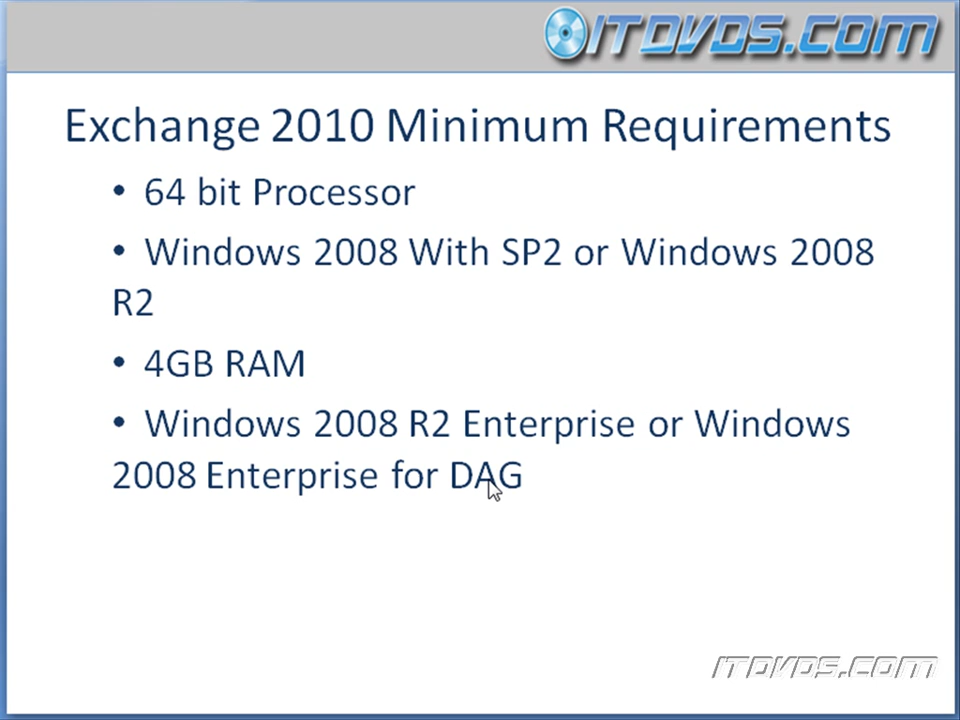 ITDVDS.COM
Exchange 2010 Minimum Requirements
• 64 bit Processor
• Windows 2008 With SP2 or Windows 2008
R2
• 4GB RAM
• Windows 2008 R2 Enterprise or Windows
2008 Enterprise for DAG
ITDVDS.COM